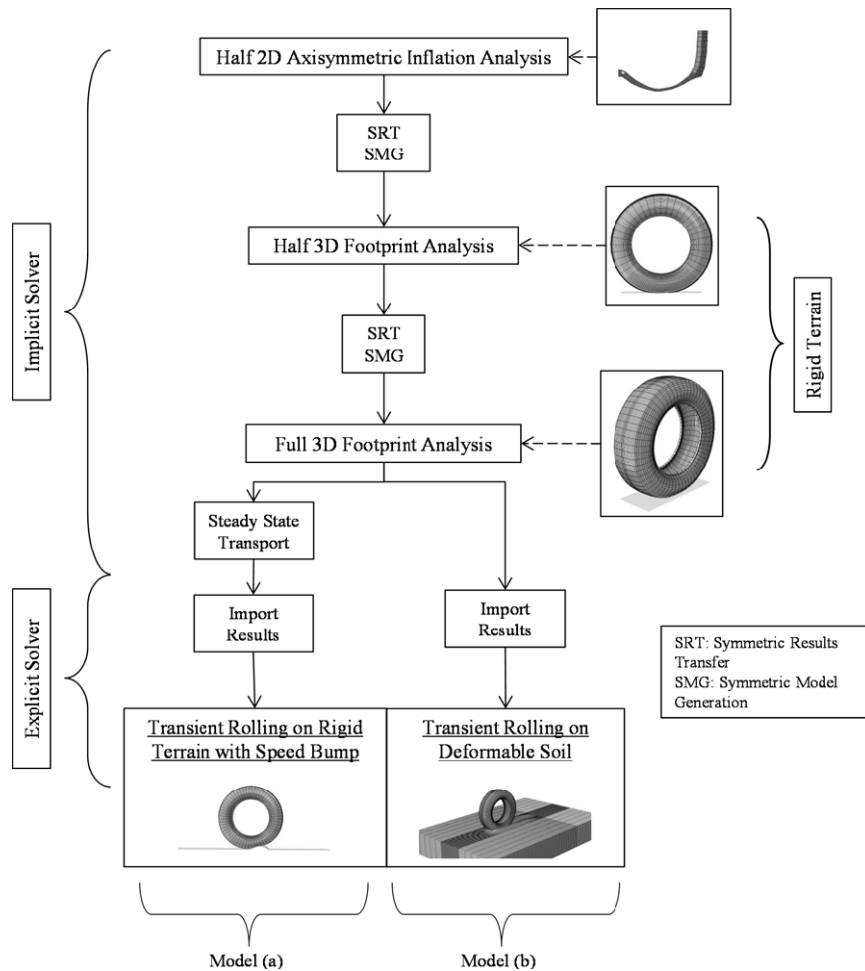 Half 2D Axisymmetric Inflation Analysis
SRT
SMG
Implicit Solver
Half 3D Footprint Analysis
Rigid Terrain
SRT
SMG
Full 3D Footprint Analysis
Steady State
Transport
Explicit Solver
Import
Results
Import
Results
SRT: Symmetric Results
Transfer
SMG: Symmetric Model
Generation
Transient Rolling on Rigid
Terrain with Speed Bump
Transient Rolling on
Deformable Soil
Model (a)
Model (b)